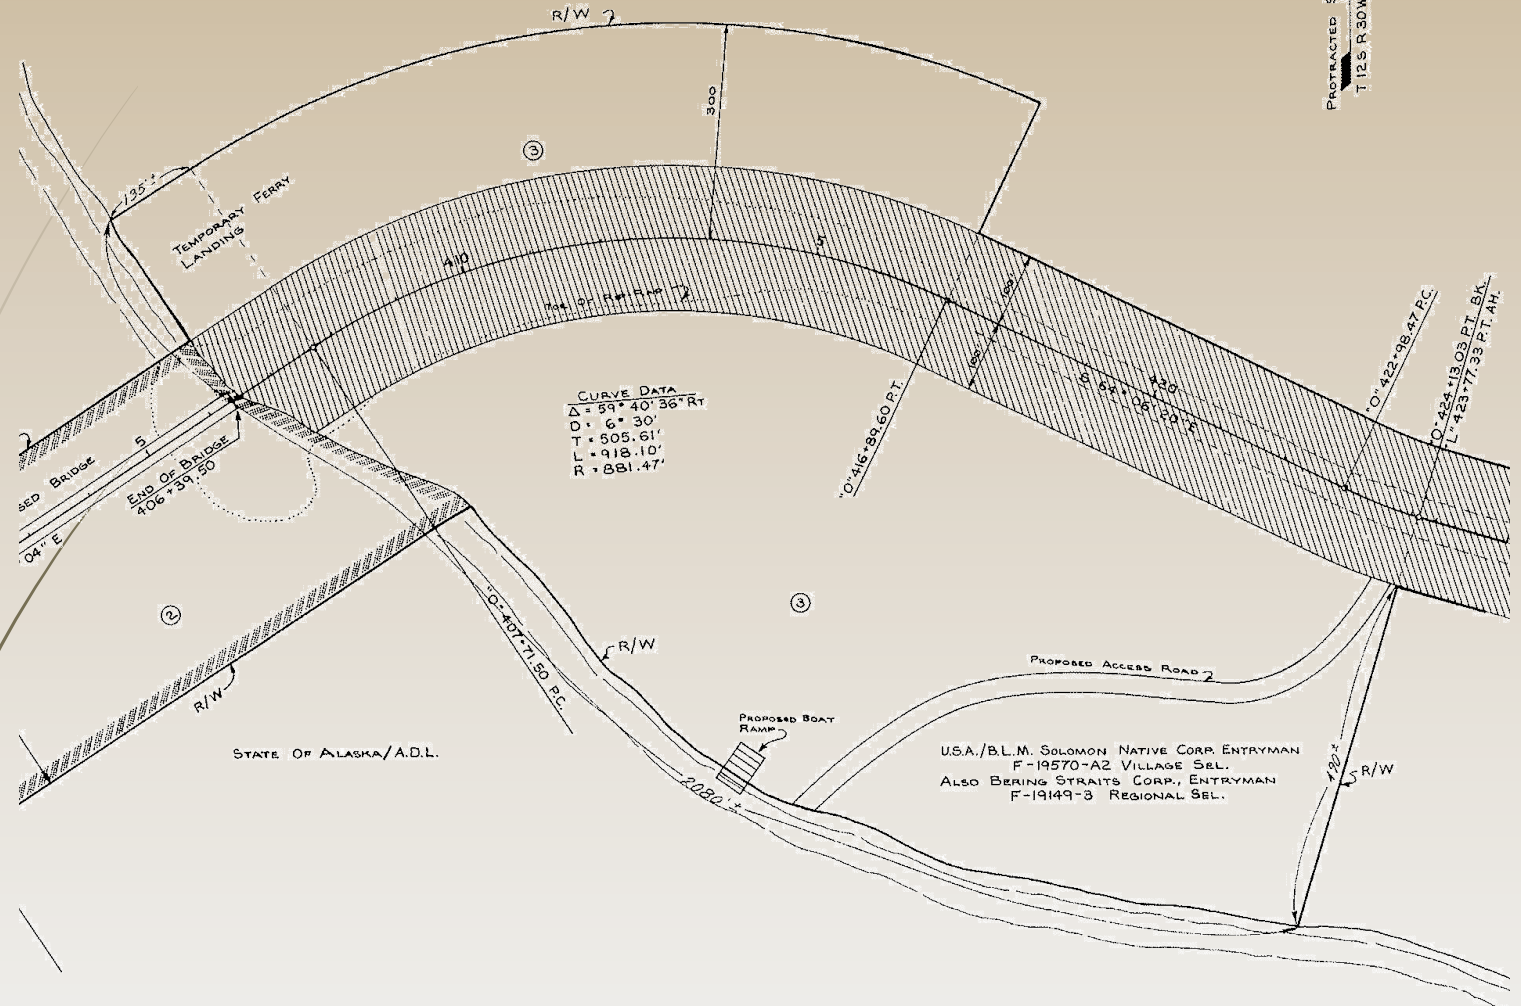 R/W
PROTRACTED
T 12 S R 30 W
300
3
135'±
TEMPORARY FERRY
LANDING
410
5
TOE OF RIP-RAP
100'
100'
"O" 416+89.60 P.T.
420
S 64° 06' 20" E
"O" 422+98.47 P.C.
"O" 424+13.03 P.T. BK.
"L" 423+77.33 P.T. AH.
CURVE DATA
Δ = 59° 40' 36" RT
D = 6° 30'
T = 505.61'
L = 918.10'
R = 881.47'
5
BRIDGE
END OF BRIDGE
406+39.50
04" E
2
R/W
"O" 407+71.50 P.C.
R/W
3
STATE OF ALASKA/A.D.L.
PROPOSED BOAT
RAMP
2080'±
PROPOSED ACCESS ROAD
U.S.A./B.L.M. SOLOMON NATIVE CORP. ENTRYMAN
F-19570-A2 VILLAGE SEL.
ALSO BERING STRAITS CORP., ENTRYMAN
F-19149-3 REGIONAL SEL.
R/W